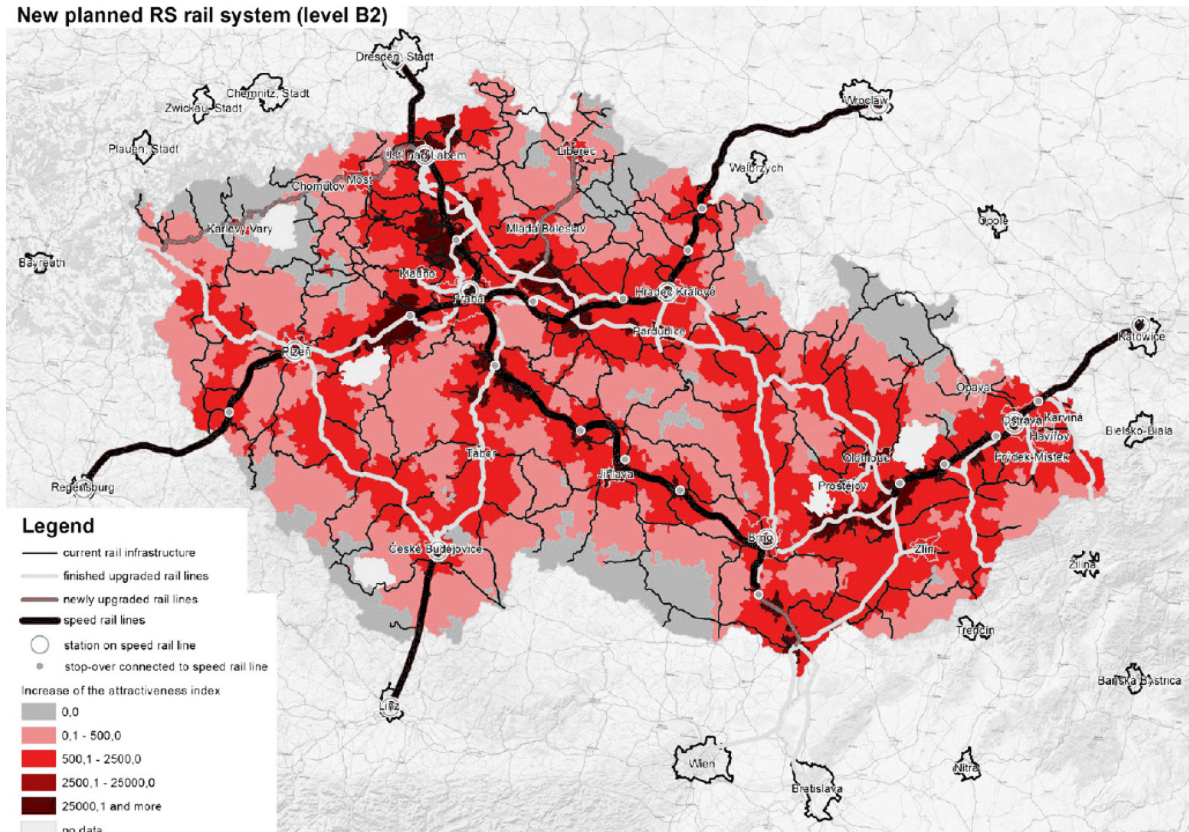 New planned RS rail system (level B2)
Dresden, Stadt
Chemnitz, Stadt
Zwickau, Stadt
Wrocław
Plauen, Stadt
Ústí nad Labem
Liberec
Wałbrzych
Most
Chomutov
Opole
Karlovy Vary
Mladá Boleslav
Bayreuth
Kladno
Praha
Hradec Králové
Pardubice
Katowice
Plzeň
Opava
Karviná
Ostrava
Havířov
Bielsko-Biala
Frýdek-Místek
Tábor
Olomouc
Jihlava
Prostějov
Regensburg
Brno
Zlín
České Budějovice
Žilina
Trenčín
Banská Bystrica
Linz
Wien
Nitra
Bratislava
Legend
current rail infrastructure
finished upgraded rail lines
newly upgraded rail lines
speed rail lines
station on speed rail line
stop-over connected to speed rail line
Increase of the attractiveness index
0,0
0,1 - 500,0
500,1 - 2500,0
2500,1 - 25000,0
25000,1 and more
no data